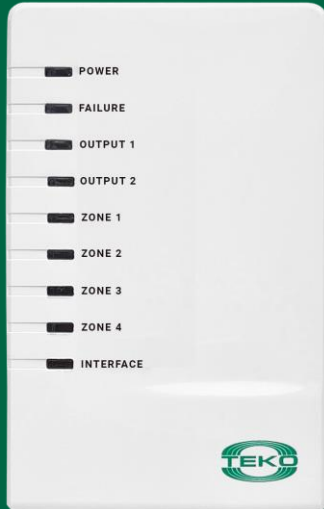 POWER
FAILURE
OUTPUT 1
OUTPUT 2
ZONE 1
ZONE 2
ZONE 3
ZONE 4
INTERFACE
TEKO